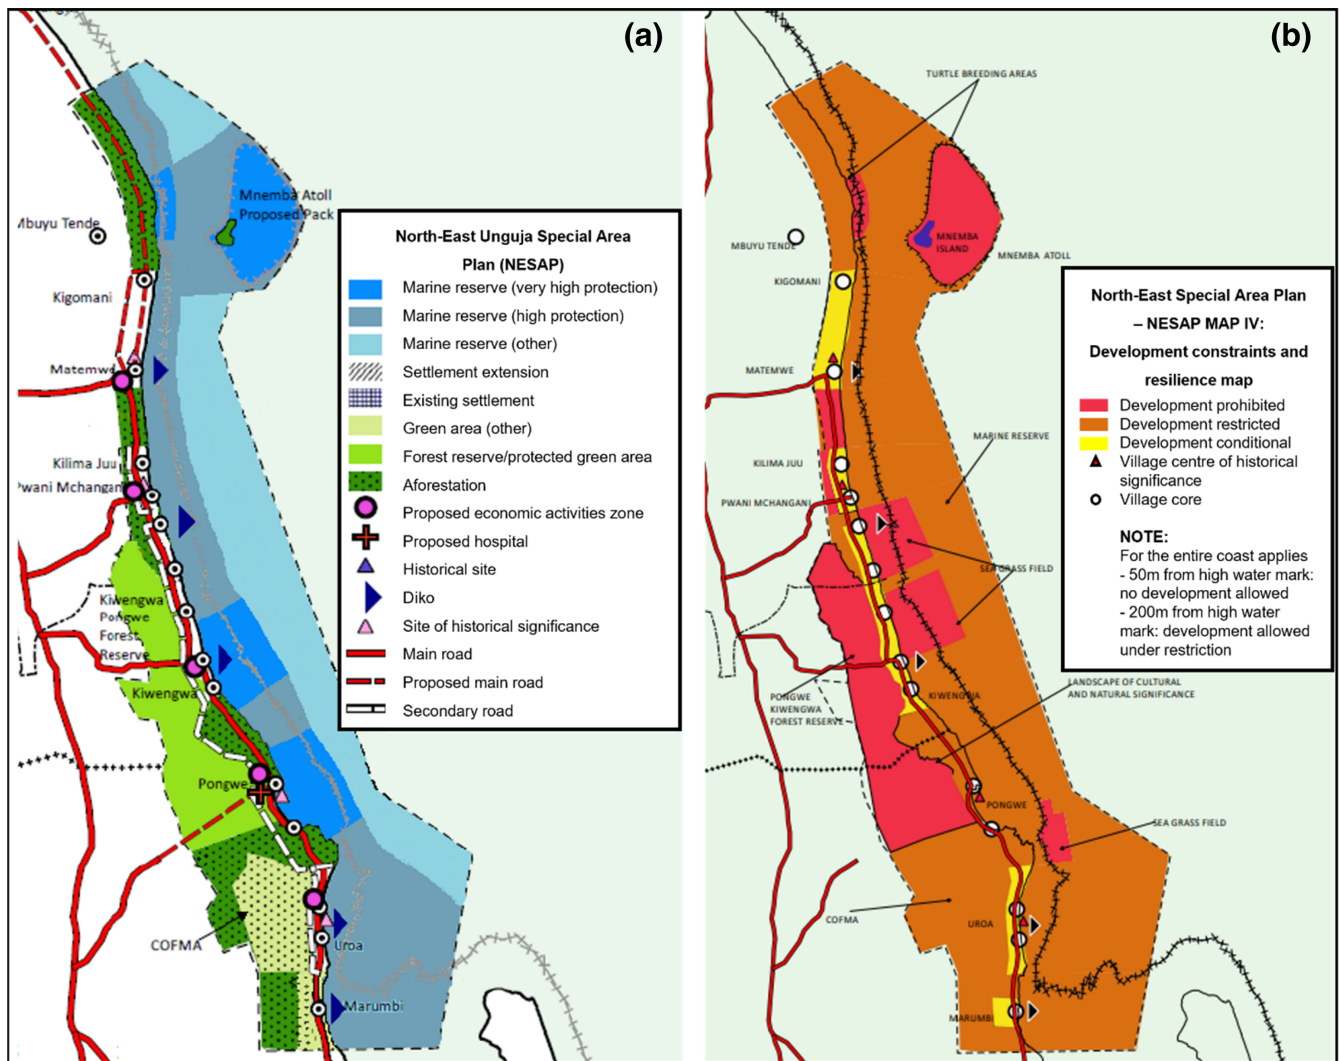 (a)
Mnemba Atoll
Proposed Pack
Mbuyu Tende
Kigomani
Matemwe
Kilima Juu
Pwani Mchangan
Kiwengwa
Pongwe
Forest
Reserve
Kiwengwa
Pongwe
COFMA
Uroa
Marumbi
North-East Unguja Special Area
Plan (NESAP)
Marine reserve (very high protection)
Marine reserve (high protection)
Marine reserve (other)
Settlement extension
Existing settlement
Green area (other)
Forest reserve/protected green area
Aforestation
Proposed economic activities zone
Proposed hospital
Historical site
Diko
Site of historical significance
Main road
Proposed main road
Secondary road
(b)
TURTLE BREEDING AREAS
MNEMBA
ISLAND
MNEMBA ATOLL
MBUYU TENDE
KIGOMANI
MATEMWE
MARINE RESERVE
KILIMA JUU
PWANI MCHANGANI
SEA GRASS FIELD
LANDSCAPE OF CULTURAL
AND NATURAL SIGNIFICANCE
KIWENGWA
PONGWE
KIWENGWA
FOREST RESERVE
PONGWE
SEA GRASS FIELD
COFMA
UROA
MARUMBI
North-East Special Area Plan
– NESAP MAP IV:
Development constraints and
resilience map
Development prohibited
Development restricted
Development conditional
Village centre of historical
significance
Village core
NOTE:
For the entire coast applies
- 50m from high water mark:
no development allowed
- 200m from high water
mark: development allowed
under restriction